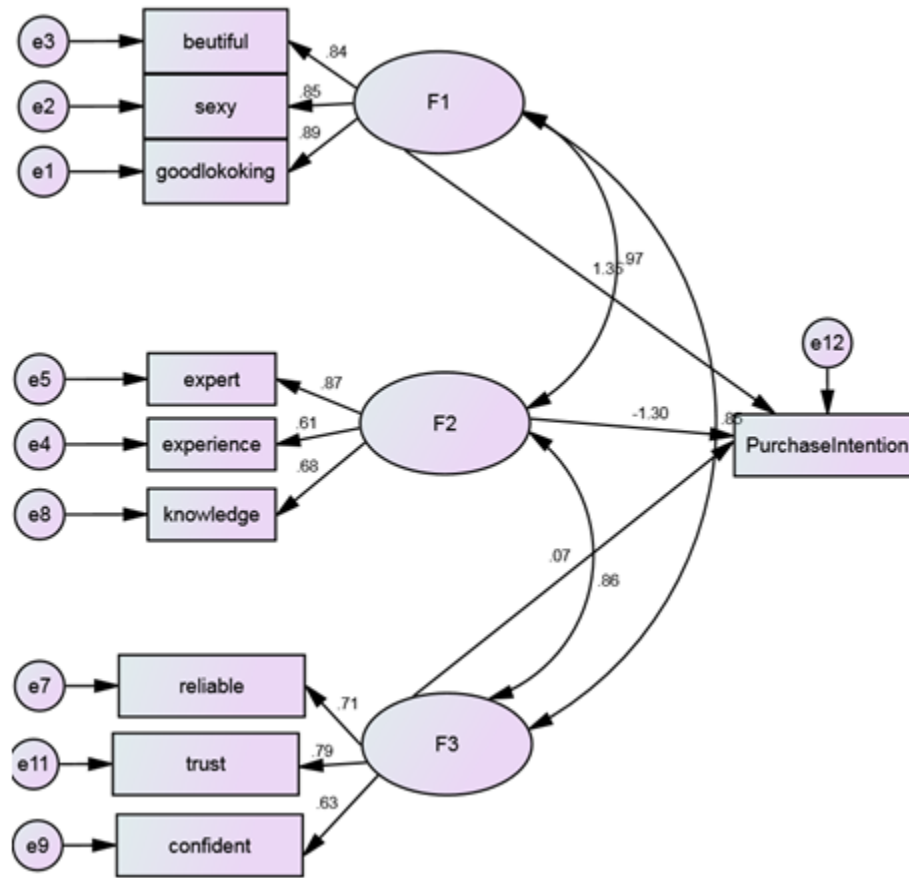 e3
beutiful
.84
e2
sexy
.85
F1
e1
goodlokoking
.89
1.35
.97
e12
e5
expert
.87
e4
experience
.61
F2
-1.30
.85
PurchaseIntention
e8
knowledge
.68
.07
.86
e7
reliable
.71
e11
trust
.79
F3
e9
confident
.63